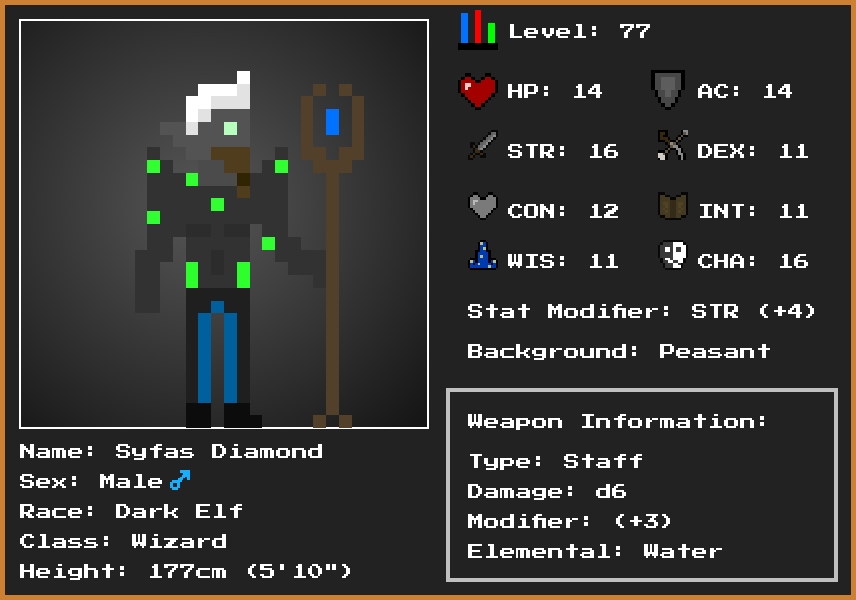 Level: 77
HP: 14 AC: 14
STR: 16 DEX: 11
CON: 12 INT: 11
WIS: 11 CHA: 16
Stat Modifier: STR (+4)
Background: Peasant
Weapon Information:
Type: Staff
Damage: d6
Modifier: (+3)
Elemental: Water
Name: Syfas Diamond
Sex: Male ♂
Race: Dark Elf
Class: Wizard
Height: 177cm (5'10")